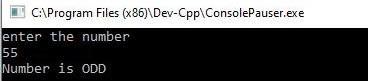 C:\Program Files (x86)\Dev-Cpp\ConsolePauser.exe
enter the number
55
Number is ODD